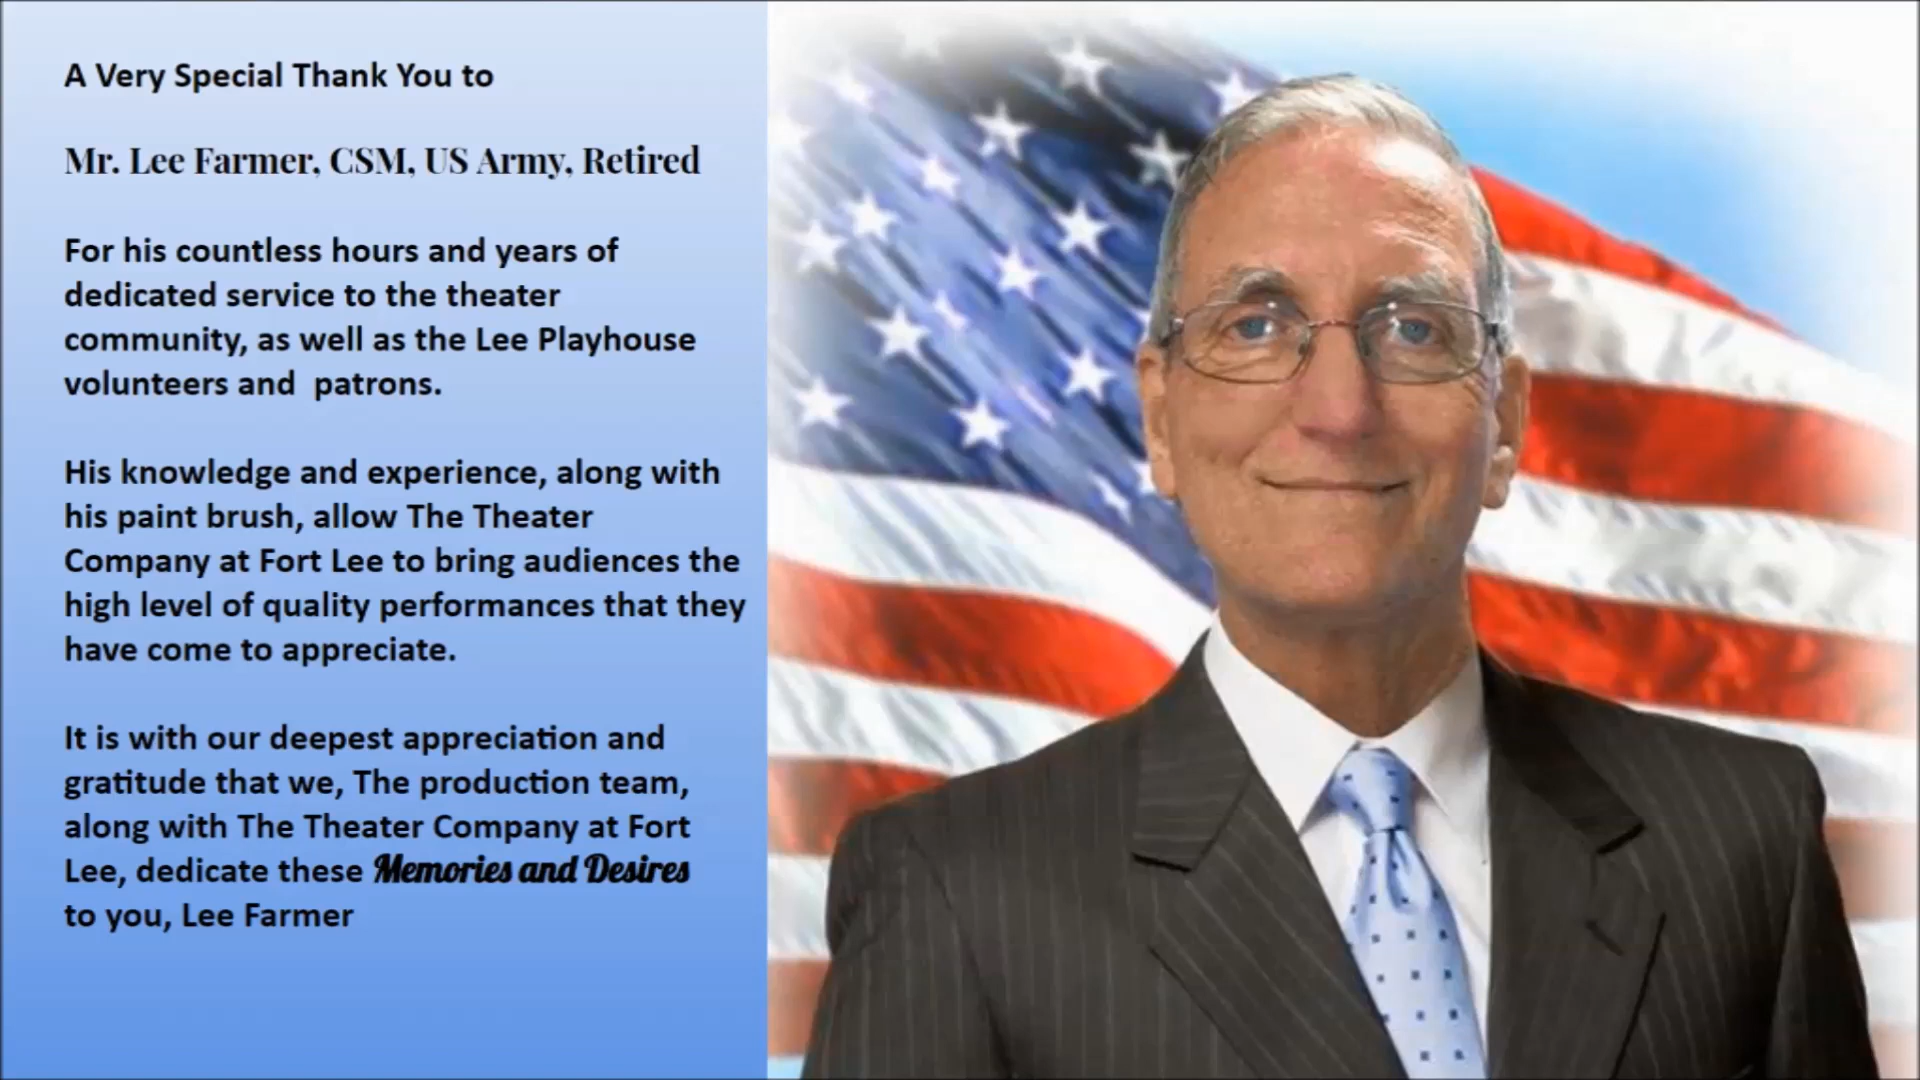 A Very Special Thank You to
Mr. Lee Farmer, CSM, US Army, Retired
For his countless hours and years of
dedicated service to the theater
community, as well as the Lee Playhouse
volunteers and  patrons.
His knowledge and experience, along with
his paint brush, allow The Theater
Company at Fort Lee to bring audiences the
high level of quality performances that they
have come to appreciate.
It is with our deepest appreciation and
gratitude that we, The production team,
along with The Theater Company at Fort
Lee, dedicate these Memories and Desires
to you, Lee Farmer